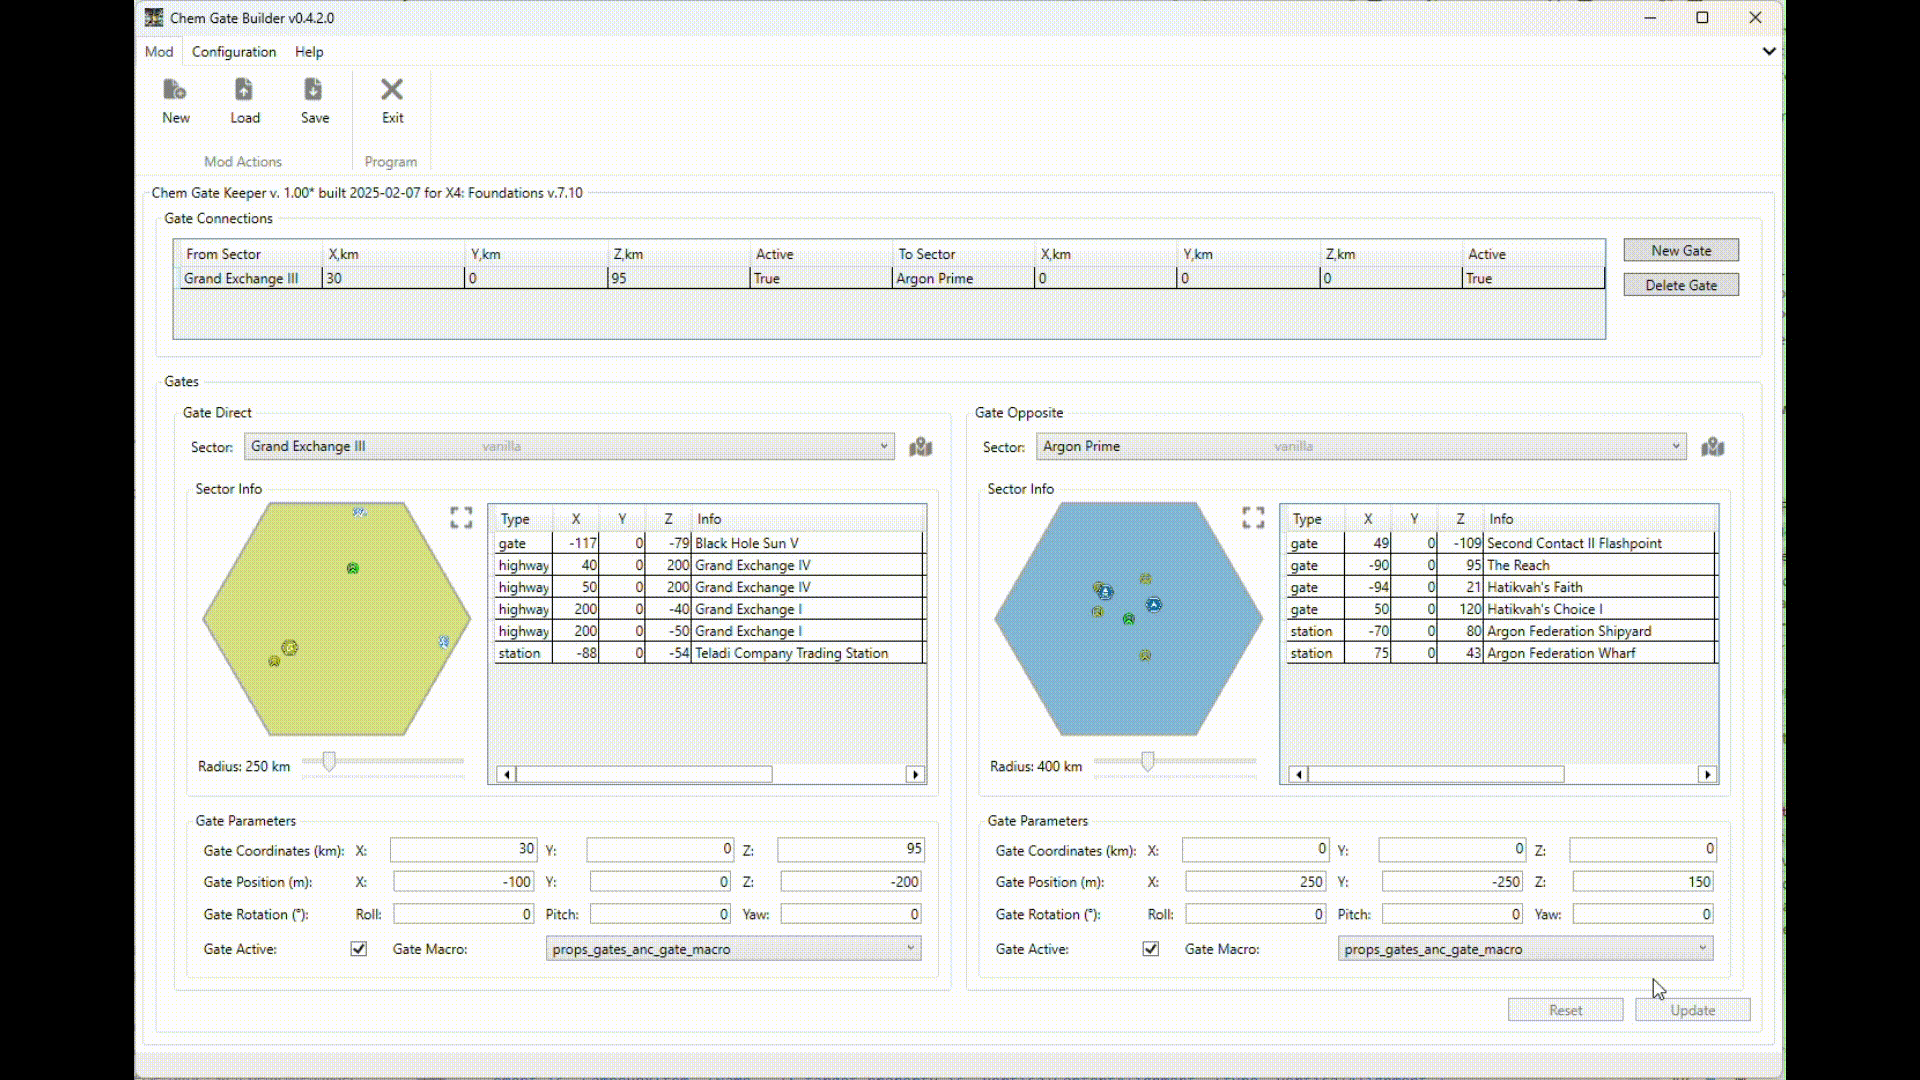 Chem Gate Builder v0.4.2.0
Mod Configuration Help
New Load Save Exit
Mod Actions Program
Chem Gate Keeper v. 1.00* built 2025-02-07 for X4: Foundations v.7.10
Gate Connections
From Sector X,km Y,km Z,km Active To Sector X,km Y,km Z,km Active
Grand Exchange III 30 0 95 True Argon Prime 0 0 0 True
New Gate
Delete Gate
Gates
Gate Direct
Sector: Grand Exchange III vanilla
Sector Info
Type X Y Z Info
gate -117 0 -79 Black Hole Sun V
highway 40 0 200 Grand Exchange IV
highway 50 0 200 Grand Exchange IV
highway 200 0 -40 Grand Exchange I
highway 200 0 -50 Grand Exchange I
station -88 0 -54 Teladi Company Trading Station
Radius: 250 km
Gate Parameters
Gate Coordinates (km): X: 30 Y: 0 Z: 95
Gate Position (m): X: -100 Y: 0 Z: -200
Gate Rotation (°): Roll: 0 Pitch: 0 Yaw: 0
Gate Active: Gate Macro: props_gates_anc_gate_macro
Gate Opposite
Sector: Argon Prime vanilla
Sector Info
Type X Y Z Info
gate 49 0 -109 Second Contact II Flashpoint
gate -90 0 95 The Reach
gate -94 0 21 Hatikvah's Faith
gate 50 0 120 Hatikvah's Choice I
station -70 0 80 Argon Federation Shipyard
station 75 0 43 Argon Federation Wharf
Radius: 400 km
Gate Parameters
Gate Coordinates (km): X: 0 Y: 0 Z: 0
Gate Position (m): X: 250 Y: -250 Z: 150
Gate Rotation (°): Roll: 0 Pitch: 0 Yaw: 0
Gate Active: Gate Macro: props_gates_anc_gate_macro
Reset Update